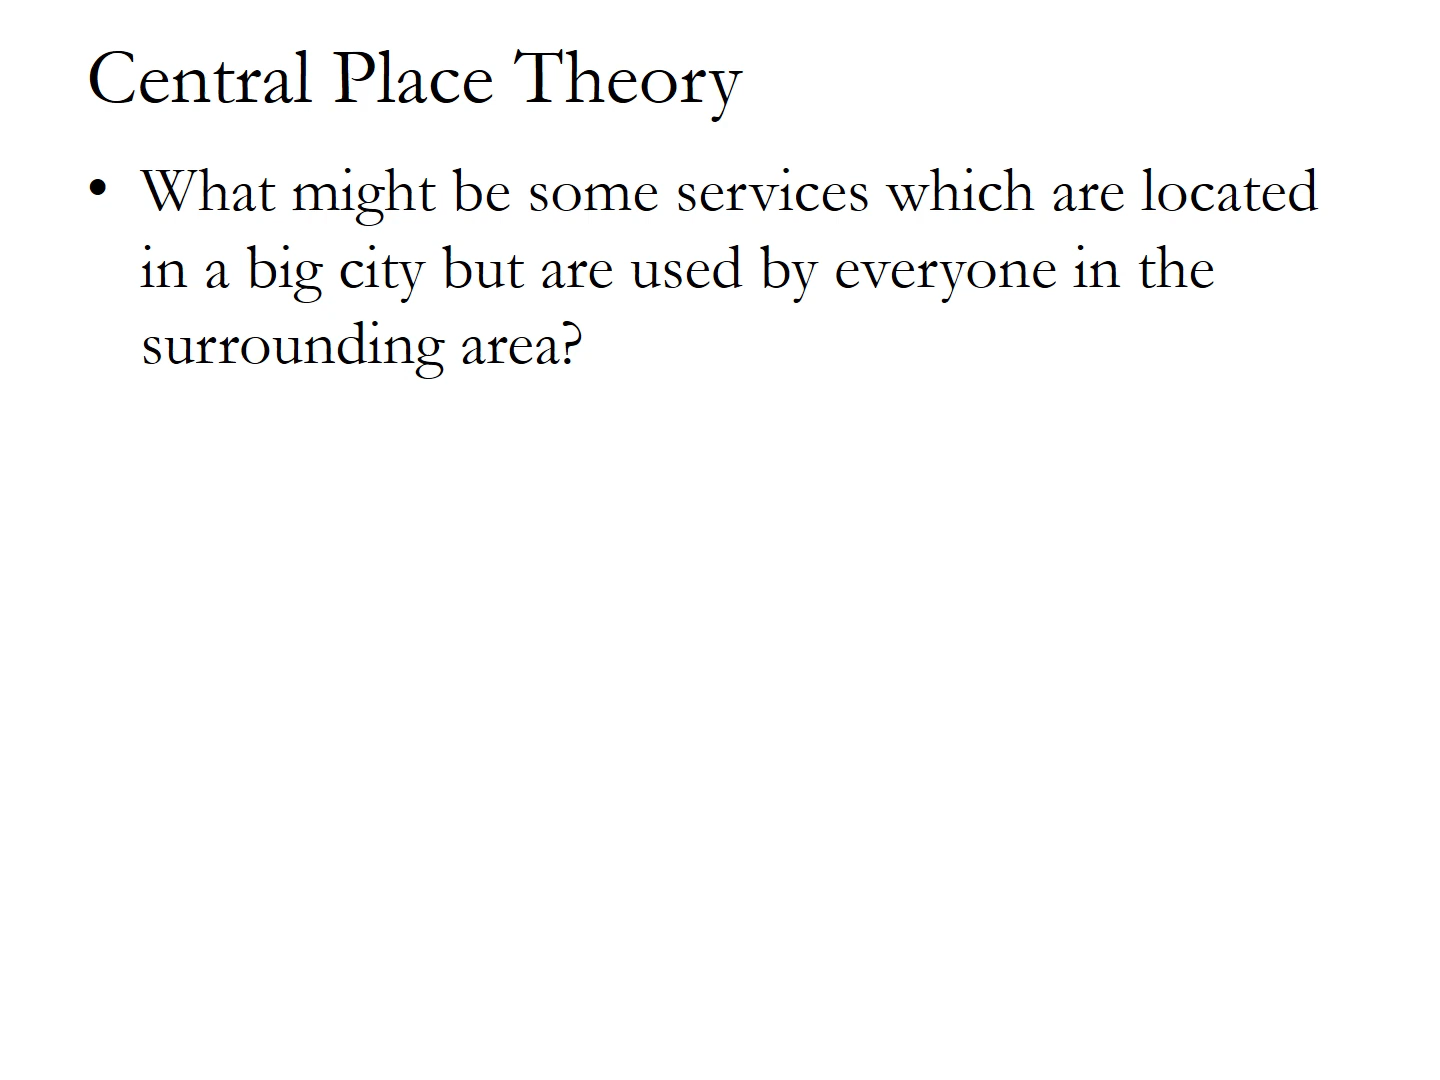 Central Place Theory
• What might be some services which are located
in a big city but are used by everyone in the
surrounding area?